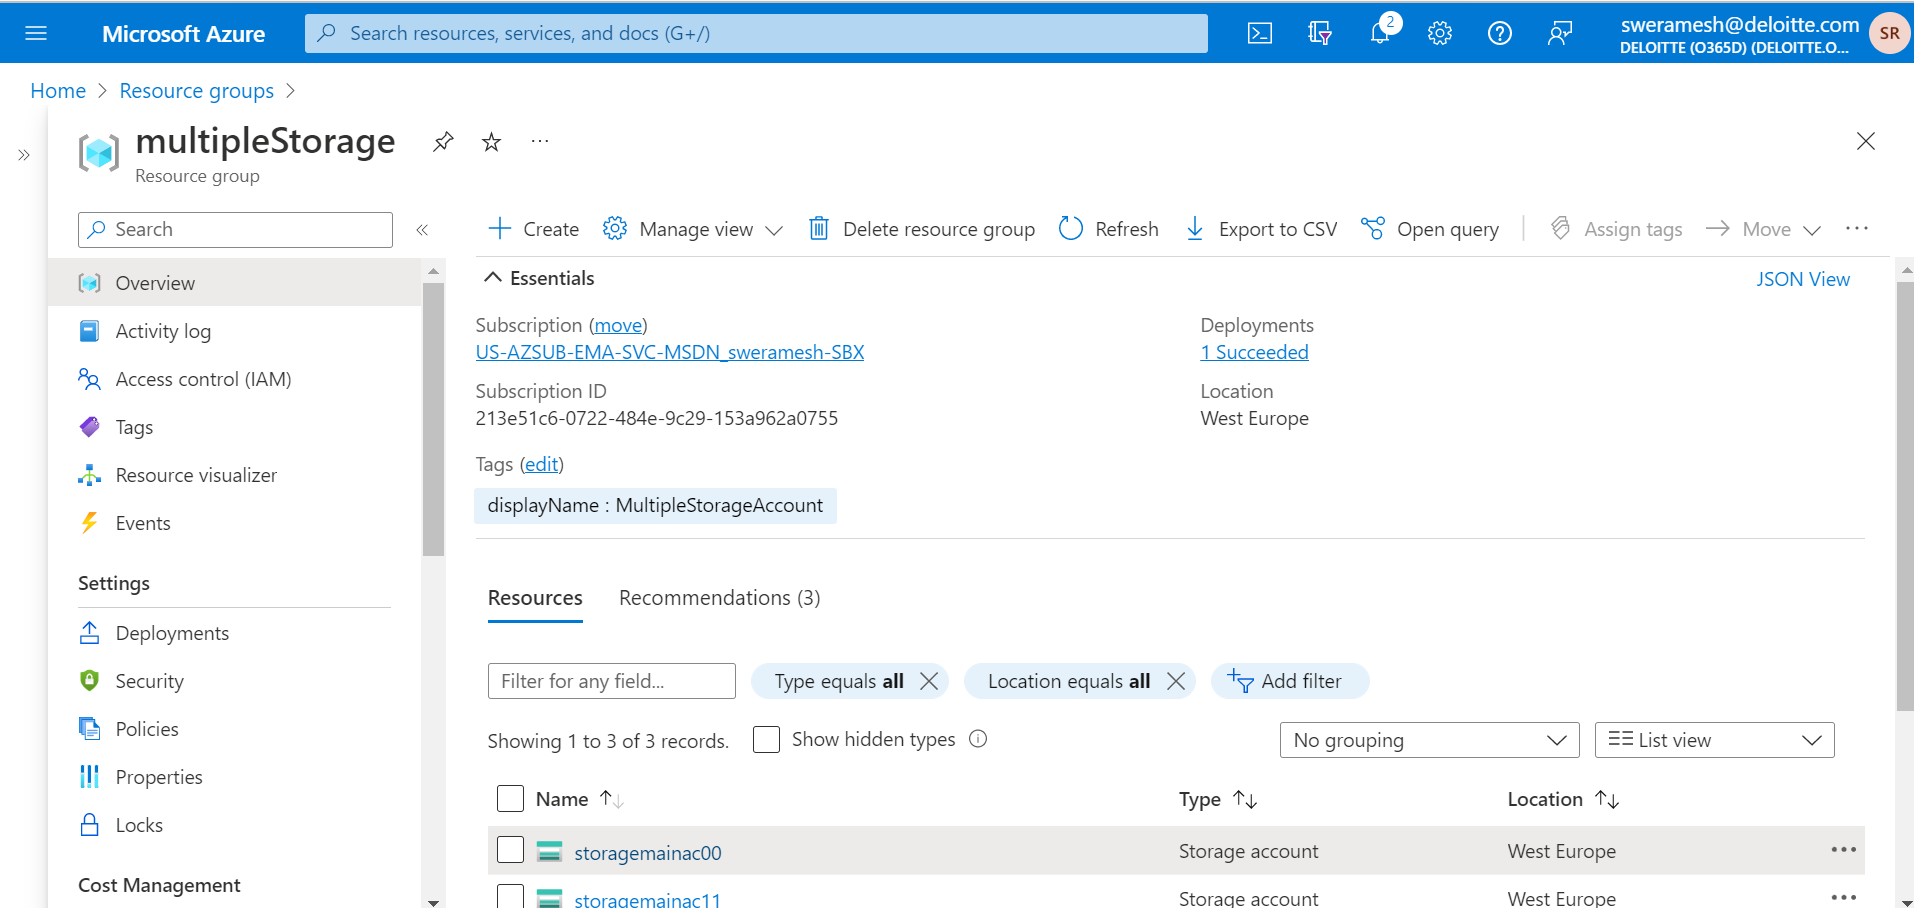 Microsoft Azure
Search resources, services, and docs (G+/)
2
sweramesh@deloitte.com
DELOITTE (O365D) (DELOITTE.O...
SR
Home > Resource groups >
multipleStorage
Resource group
Search
Create
Manage view
Delete resource group
Refresh
Export to CSV
Open query
Assign tags
Move
Overview
Activity log
Access control (IAM)
Tags
Resource visualizer
Events
Settings
Deployments
Security
Policies
Properties
Locks
Cost Management
Essentials
JSON View
Subscription (move)
US-AZSUB-EMA-SVC-MSDN_sweramesh-SBX
Subscription ID
213e51c6-0722-484e-9c29-153a962a0755
Deployments
1 Succeeded
Location
West Europe
Tags (edit)
displayName : MultipleStorageAccount
Resources
Recommendations (3)
Filter for any field...
Type equals all
Location equals all
Add filter
Showing 1 to 3 of 3 records.
Show hidden types
No grouping
List view
Name Type Location
storagemainac00 Storage account West Europe
storagemainac11 Storage account West Europe